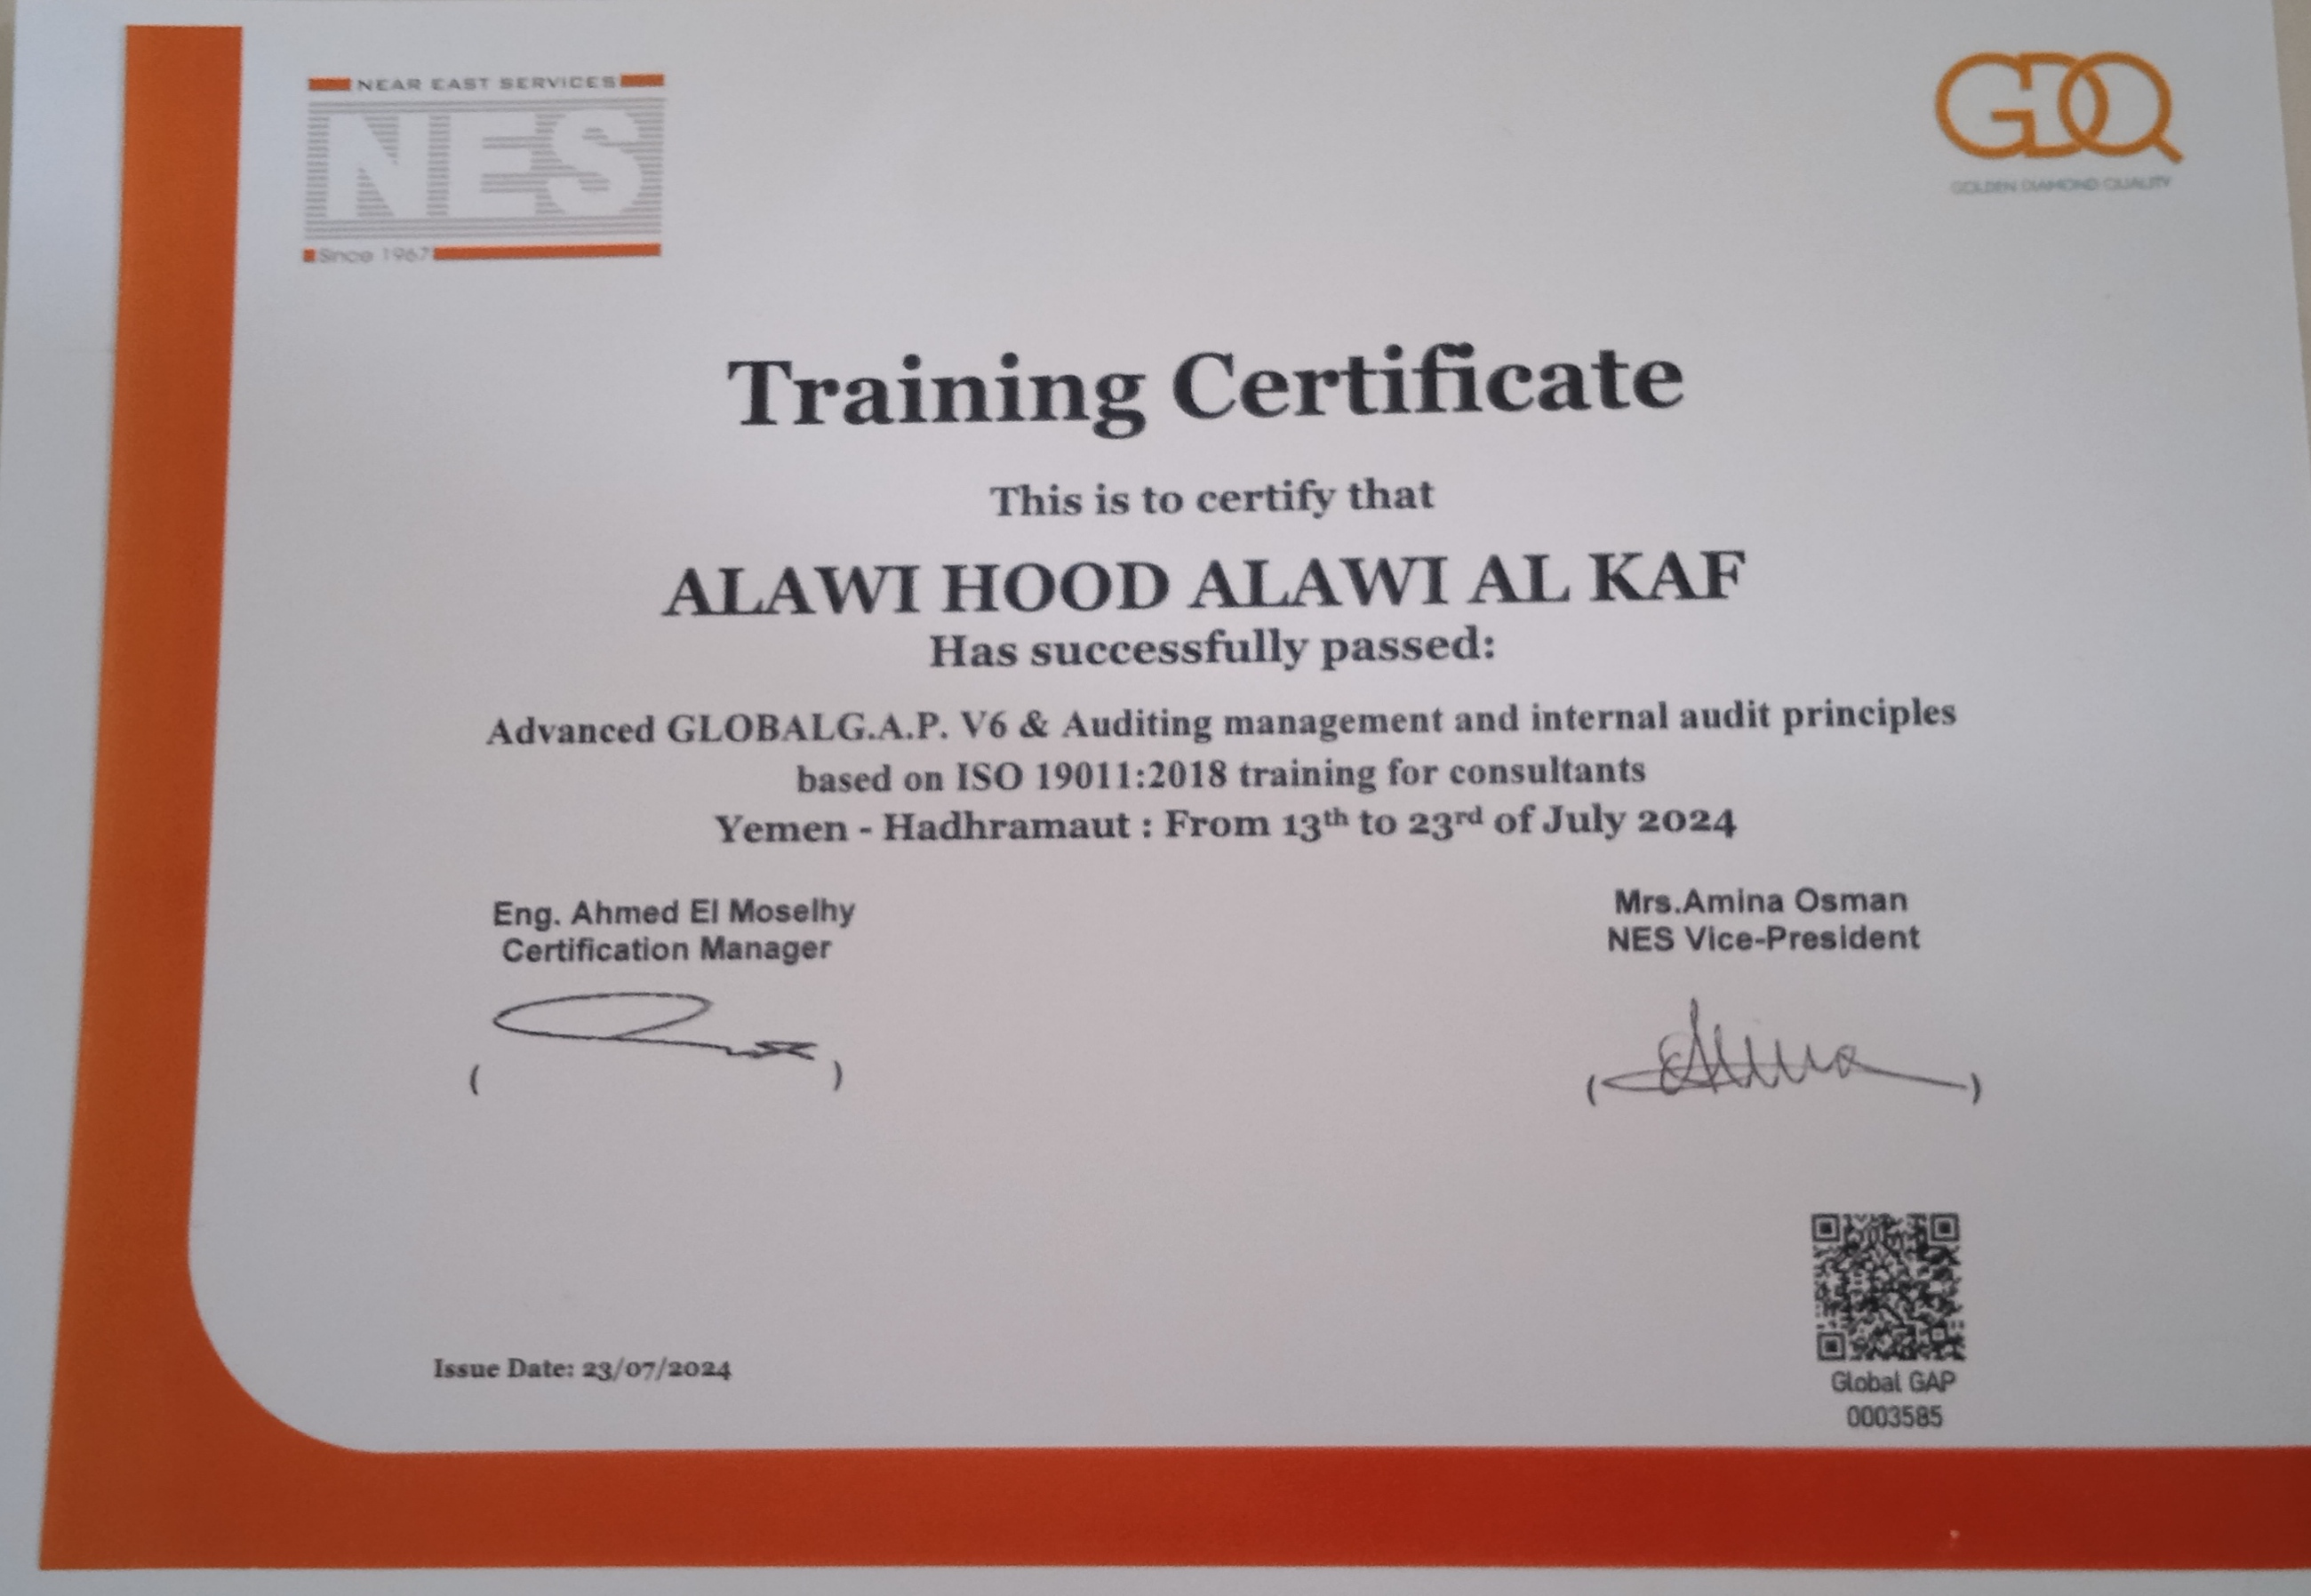 NEAR EAST SERVICES
NES
Since 1967
GDQ
GOLDEN DIAMOND QUALITY
Training Certificate
This is to certify that
ALAWI HOOD ALAWI AL KAF
Has successfully passed:
Advanced GLOBALG.A.P. V6 & Auditing management and internal audit principles
based on ISO 19011:2018 training for consultants
Yemen - Hadhramaut : From 13th to 23rd of July 2024
Eng. Ahmed El Moselhy
Certification Manager
( )
Mrs.Amina Osman
NES Vice-President
(Amina)
Issue Date: 23/07/2024
Global GAP
0003585